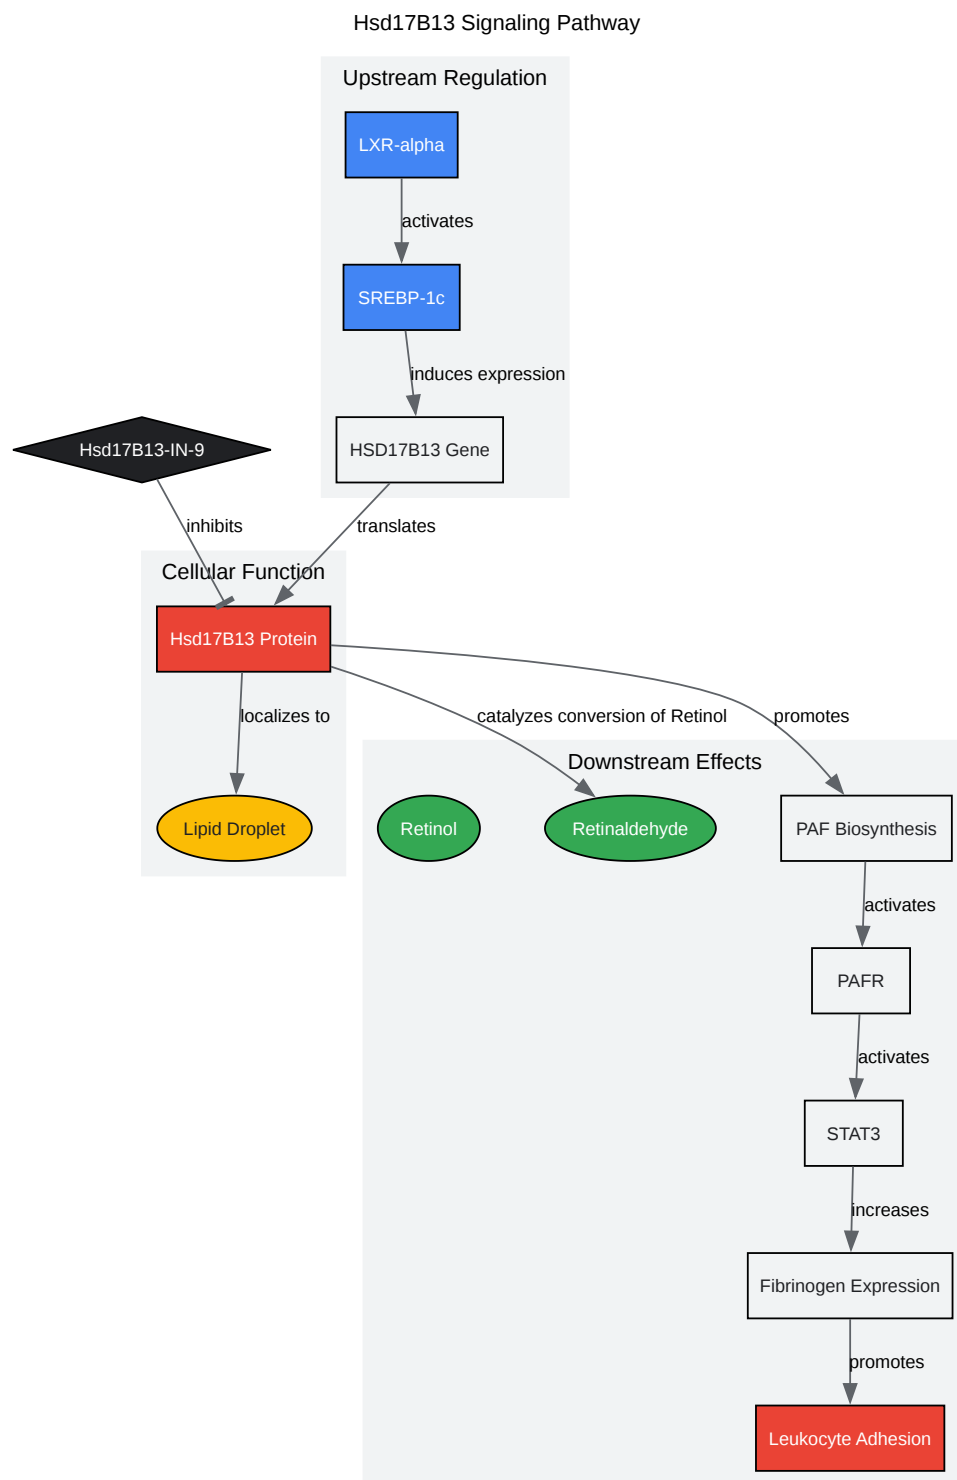 Hsd17B13 Signaling Pathway
Upstream Regulation
LXR-alpha
activates
SREBP-1c
induces expression
HSD17B13 Gene
Hsd17B13-IN-9
inhibits
translates
Cellular Function
Hsd17B13 Protein
localizes to
catalyzes conversion of Retinol
promotes
Downstream Effects
Lipid Droplet
Retinol
Retinaldehyde
PAF Biosynthesis
activates
PAFR
activates
STAT3
increases
Fibrinogen Expression
promotes
Leukocyte Adhesion